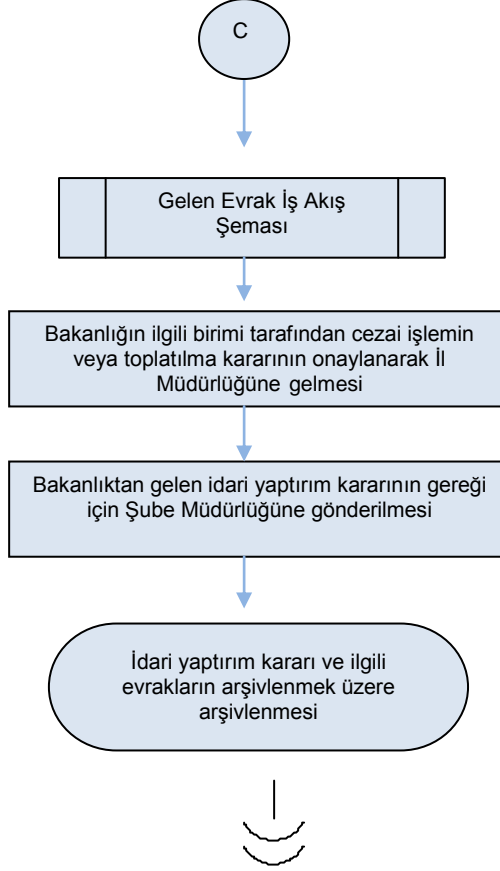 C
Gelen Evrak İş Akış
Şeması
Bakanlığın ilgili birimi tarafından cezai işlemin
veya toplatılma kararının onaylanarak İl
Müdürlüğüne gelmesi
Bakanlıktan gelen idari yaptırım kararının gereği
için Şube Müdürlüğüne gönderilmesi
İdari yaptırım kararı ve ilgili
evrakların arşivlenmek üzere
arşivlenmesi